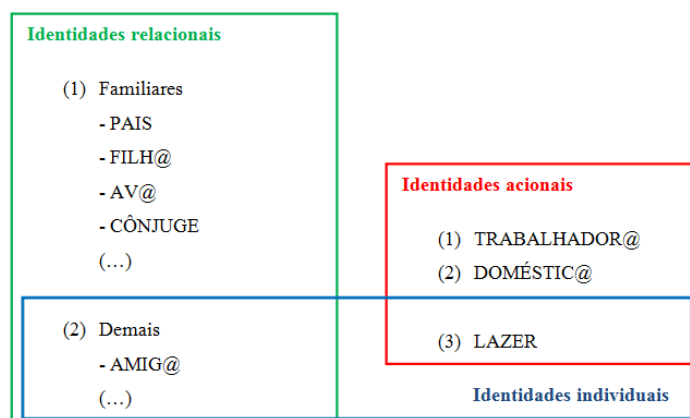 Identidades relacionais
(1) Familiares
- PAIS
- FILH@
- AV@
- CÔNJUGE
(…)
(2) Demais
- AMIG@
(…)
Identidades acionais
(1) TRABALHADOR@
(2) DOMÉSTIC@
(3) LAZER
Identidades individuais